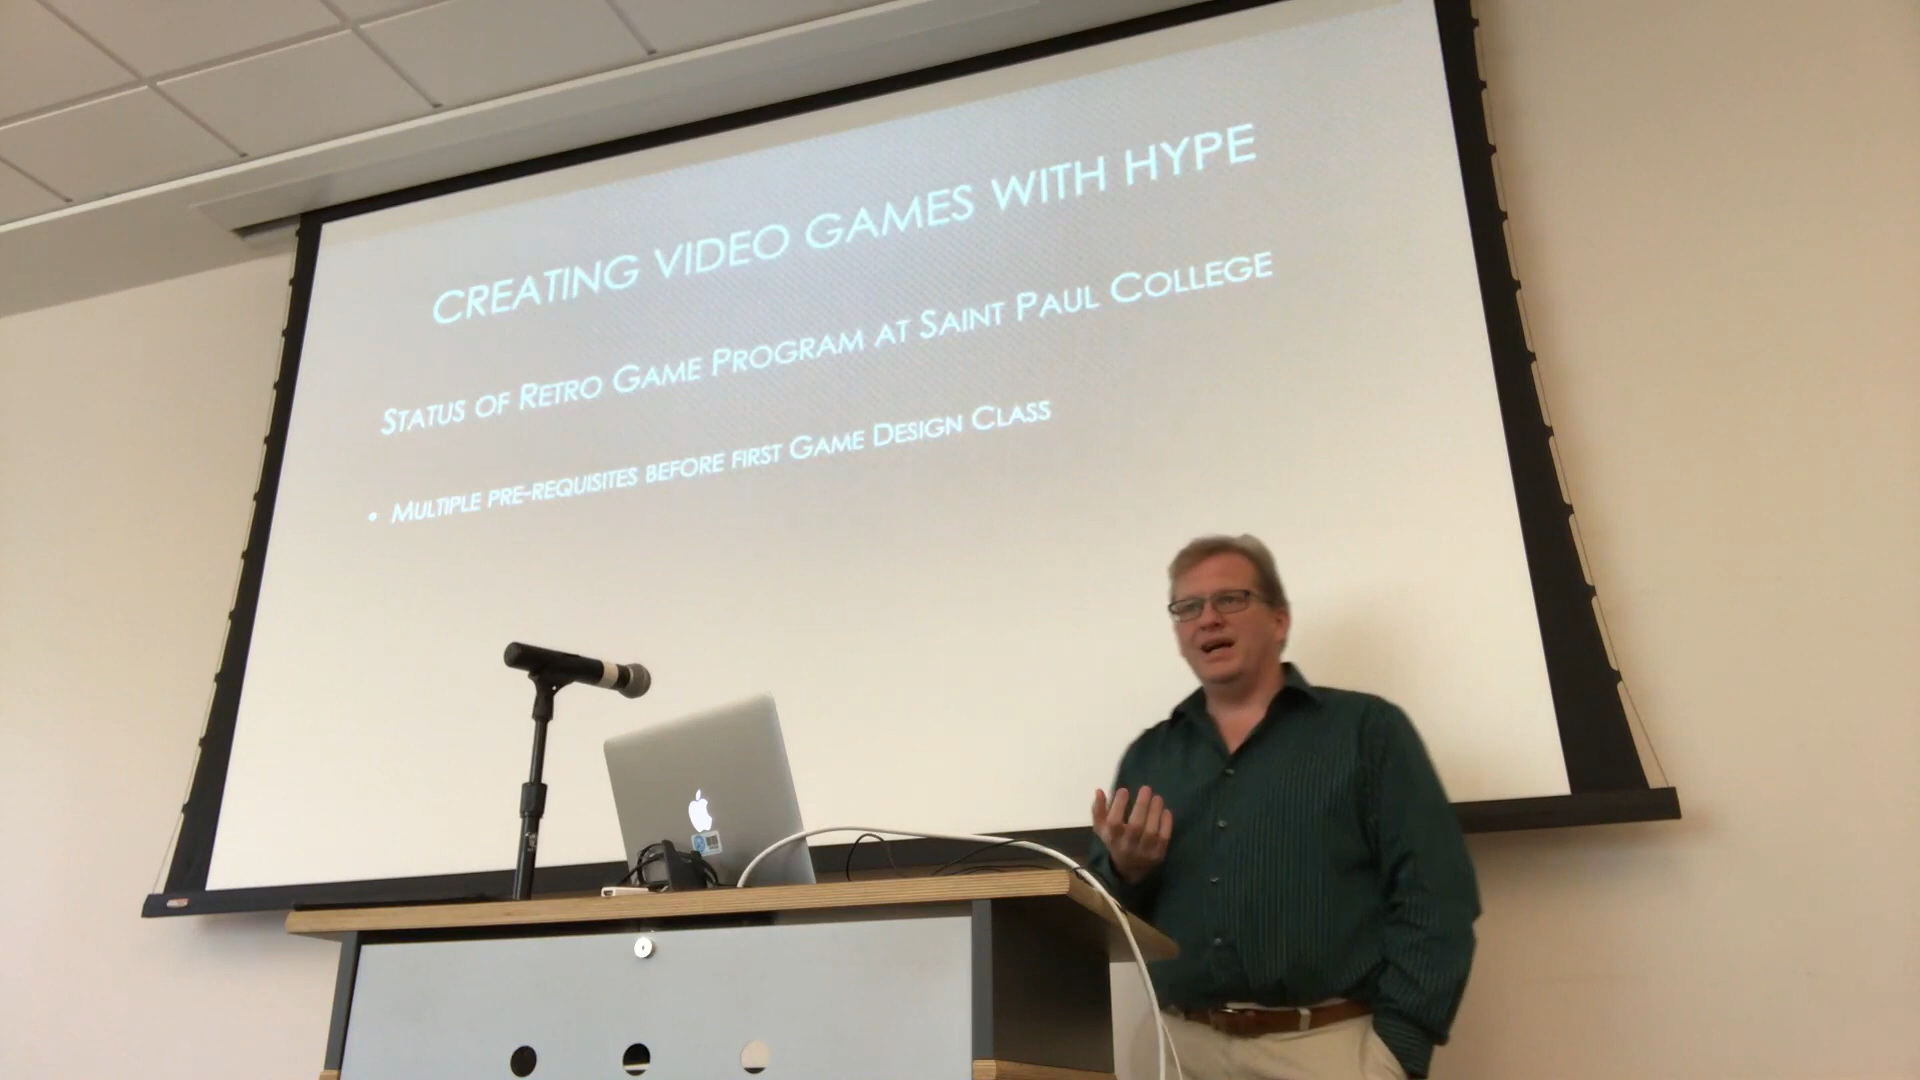 CREATING VIDEO GAMES WITH HYPE
STATUS OF RETRO GAME PROGRAM AT SAINT PAUL COLLEGE
• MULTIPLE PRE-REQUISITES BEFORE FIRST GAME DESIGN CLASS